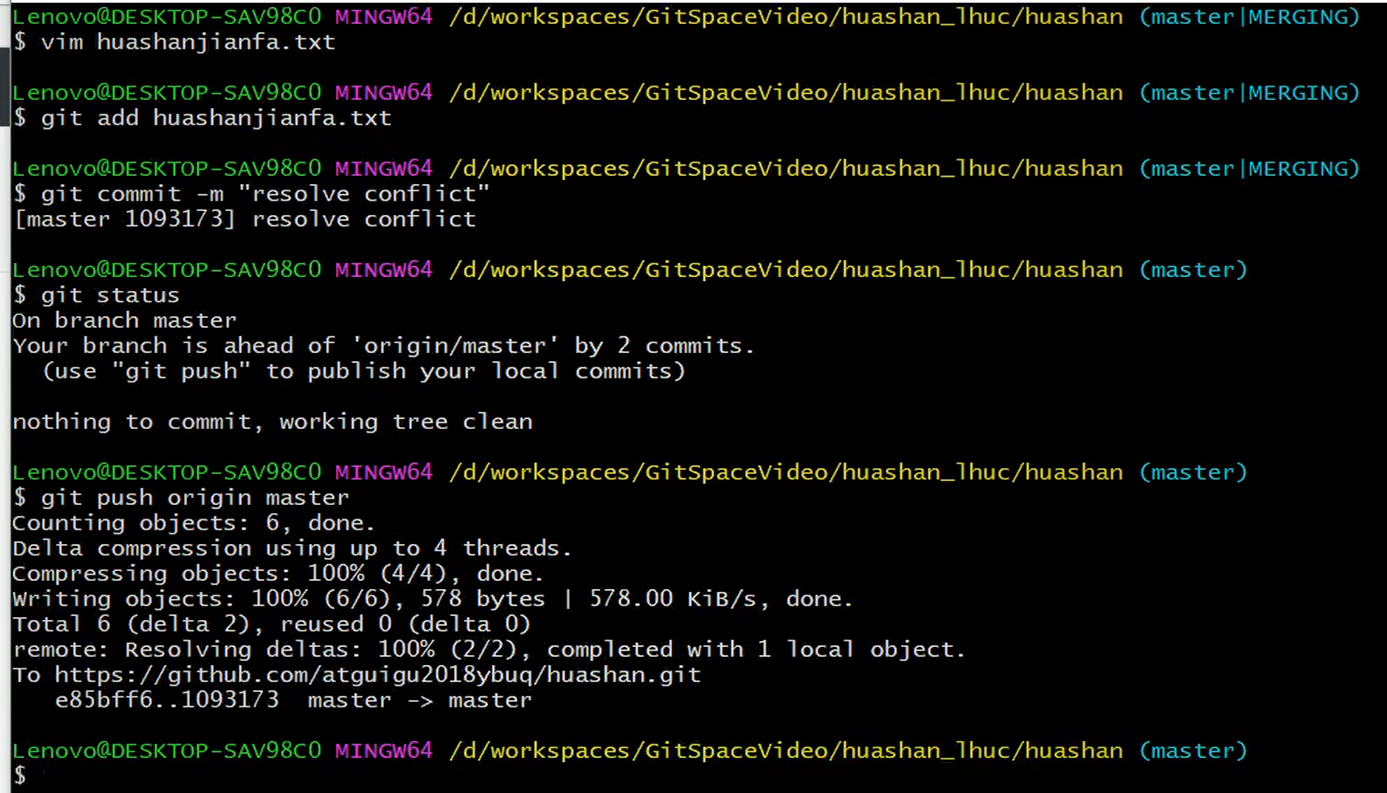 Lenovo@DESKTOP-SAV98C0 MINGW64 /d/workspaces/GitSpaceVideo/huashan_lhuc/huashan (master|MERGING)
$ vim huashanjianfa.txt
Lenovo@DESKTOP-SAV98C0 MINGW64 /d/workspaces/GitSpaceVideo/huashan_lhuc/huashan (master|MERGING)
$ git add huashanjianfa.txt
Lenovo@DESKTOP-SAV98C0 MINGW64 /d/workspaces/GitSpaceVideo/huashan_lhuc/huashan (master|MERGING)
$ git commit -m "resolve conflict"
[master 1093173] resolve conflict
Lenovo@DESKTOP-SAV98C0 MINGW64 /d/workspaces/GitSpaceVideo/huashan_lhuc/huashan (master)
$ git status
On branch master
Your branch is ahead of 'origin/master' by 2 commits.
  (use "git push" to publish your local commits)
nothing to commit, working tree clean
Lenovo@DESKTOP-SAV98C0 MINGW64 /d/workspaces/GitSpaceVideo/huashan_lhuc/huashan (master)
$ git push origin master
Counting objects: 6, done.
Delta compression using up to 4 threads.
Compressing objects: 100% (4/4), done.
Writing objects: 100% (6/6), 578 bytes | 578.00 KiB/s, done.
Total 6 (delta 2), reused 0 (delta 0)
remote: Resolving deltas: 100% (2/2), completed with 1 local object.
To https://github.com/atguigu2018ybuq/huashan.git
   e85bff6..1093173  master -> master
Lenovo@DESKTOP-SAV98C0 MINGW64 /d/workspaces/GitSpaceVideo/huashan_lhuc/huashan (master)
$